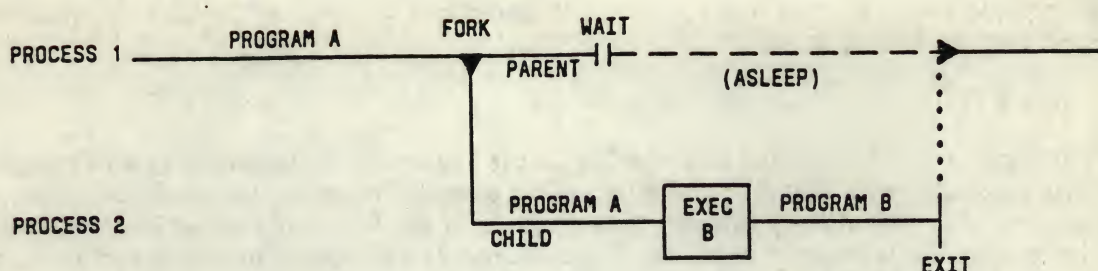 FORK WAIT
PROGRAM A
PROCESS 1
PARENT
(ASLEEP)
PROGRAM A
EXEC
B
PROGRAM B
PROCESS 2
CHILD
EXIT